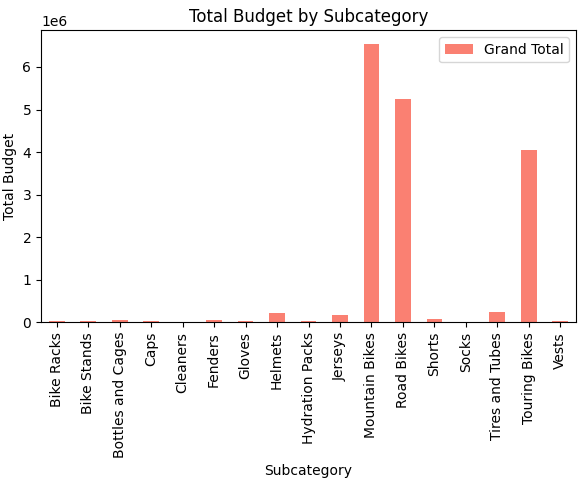 Total Budget by Subcategory
1e6
Grand Total
6
5
4
3
2
1
0
Total Budget
Bike Racks
Bike Stands
Bottles and Cages
Caps
Cleaners
Fenders
Gloves
Helmets
Hydration Packs
Jerseys
Mountain Bikes
Road Bikes
Shorts
Socks
Tires and Tubes
Touring Bikes
Vests
Subcategory